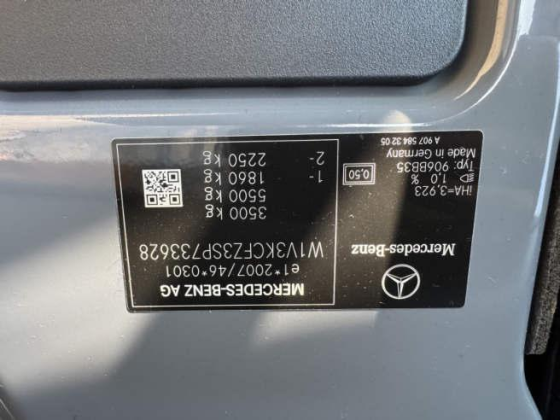 MERCEDES-BENZ AG
e1*2007/46*0301
W1V3KCFZ3SP733628
3500 kg
5500 kg
1- 1860 kg
2- 2250 kg
Mercedes-Benz
iHA=3,923
1,0 % 0,50
Typ: 906BB35
Made in Germany
A 907 584 32 05